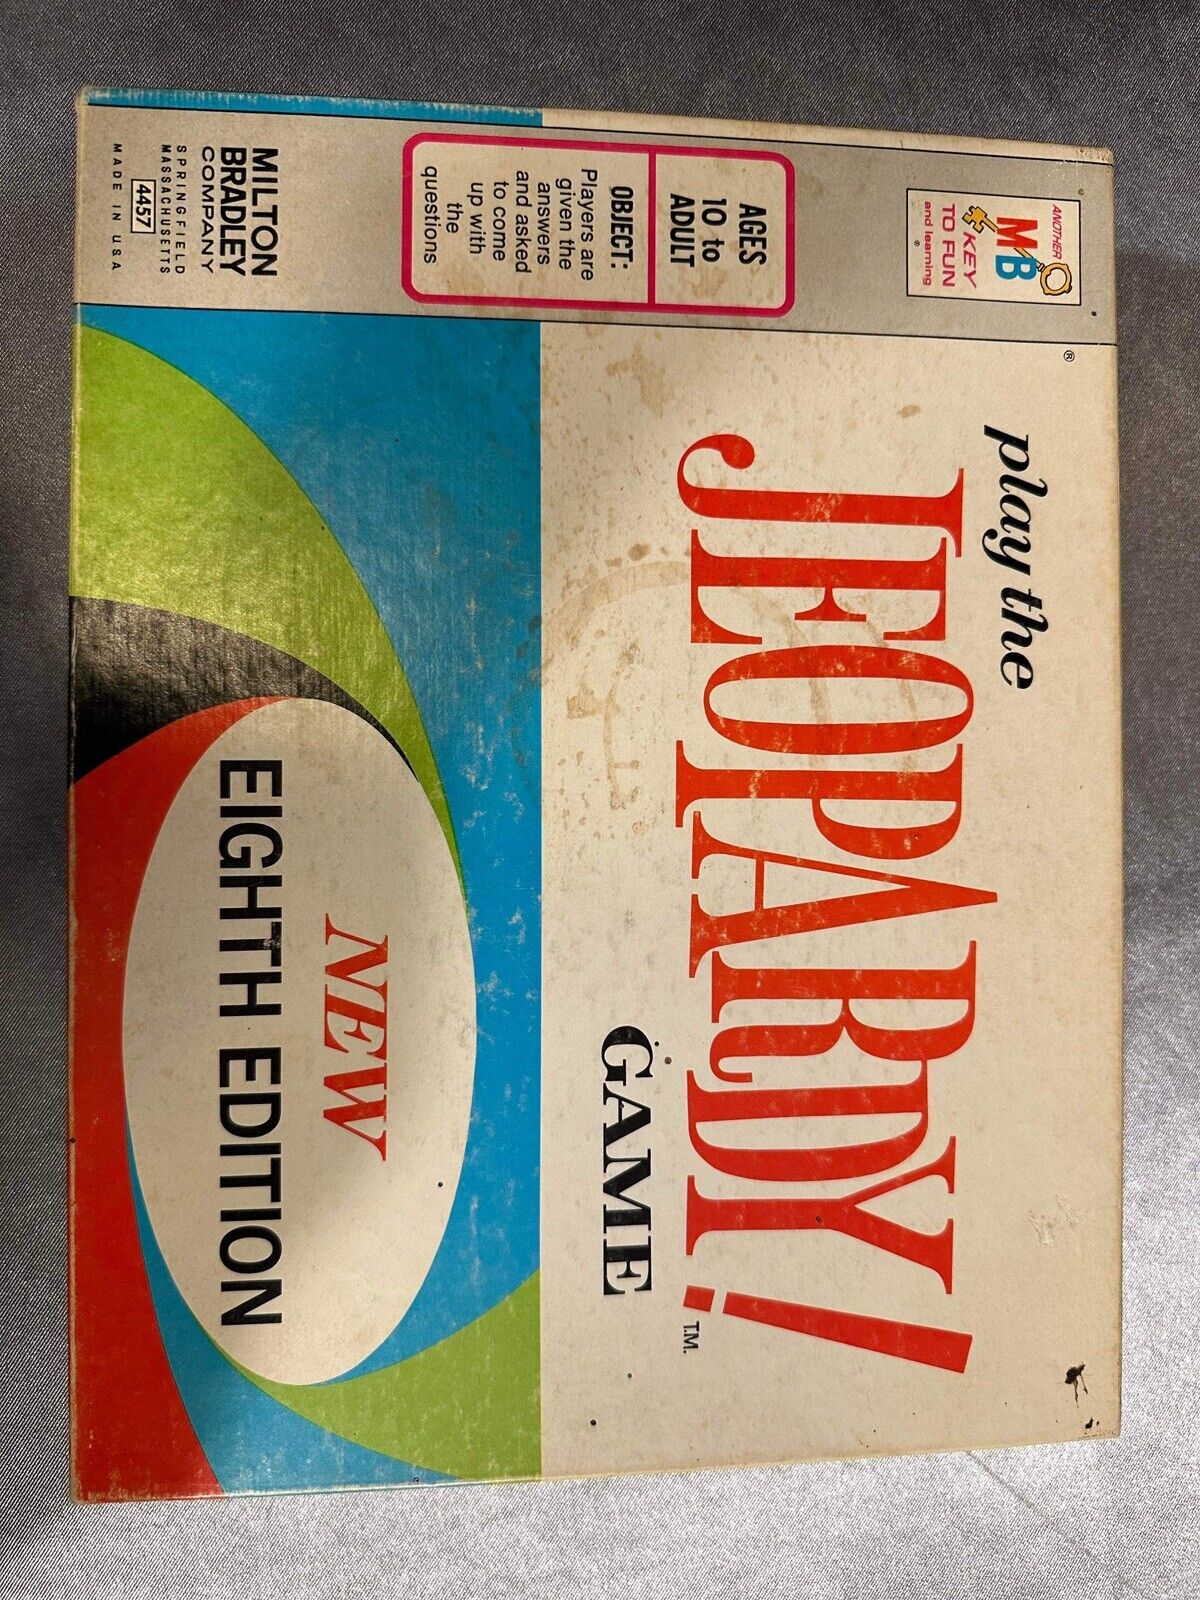 ANOTHER
MB
KEY
TO FUN
and learning
®
AGES
10 to
ADULT
OBJECT:
Players are
given the
answers
and asked
to come
up with
the
questions
MILTON
BRADLEY
COMPANY
SPRINGFIELD
MASSACHUSETTS
4457
MADE IN USA
®
play the
JEOPARDY!
T.M.
GAME
NEW
EIGHTH EDITION